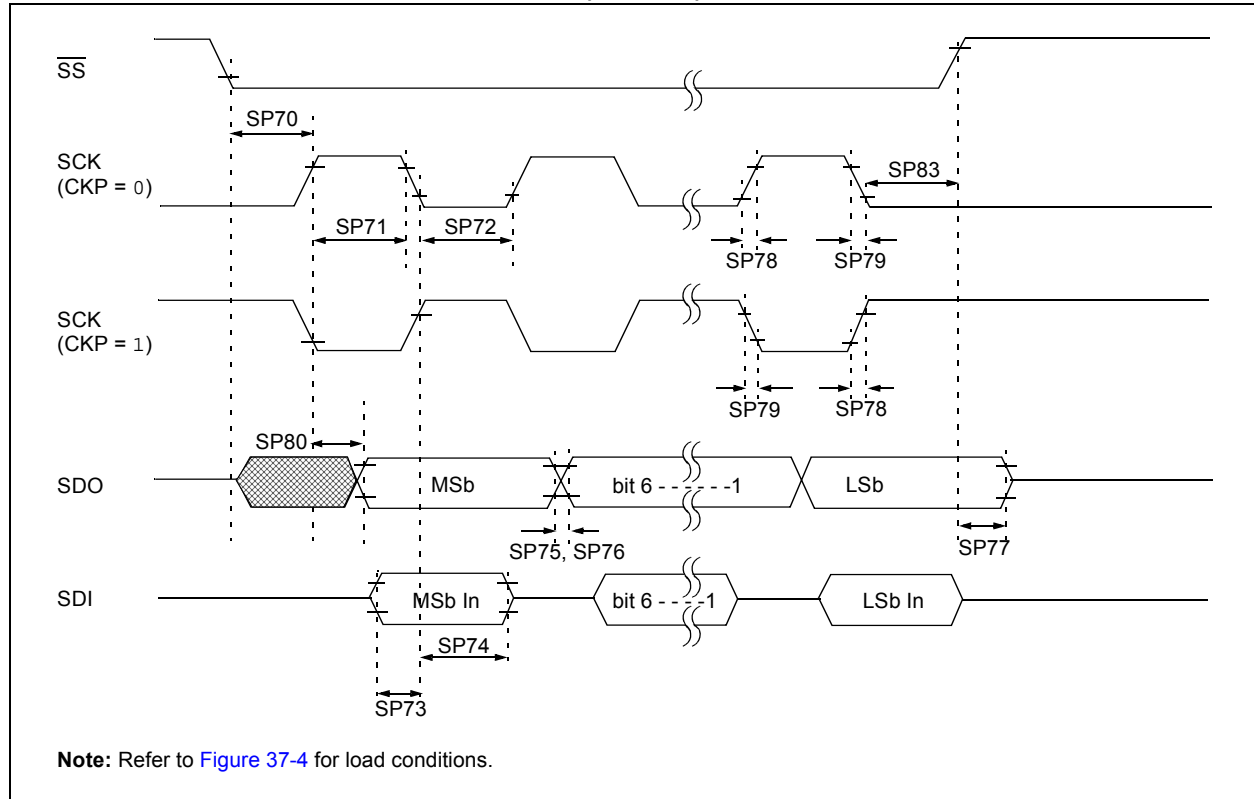 SS
SP70
SCK
(CKP = 0)
SP83
SP71
SP72
SP78
SP79
SCK
(CKP = 1)
SP79
SP78
SP80
SDO
MSb
bit 6 - - - - - - -1
LSb
SP75, SP76
SP77
SDI
MSb In
bit 6 - - - - -1
LSb In
SP74
SP73
Note: Refer to Figure 37-4 for load conditions.